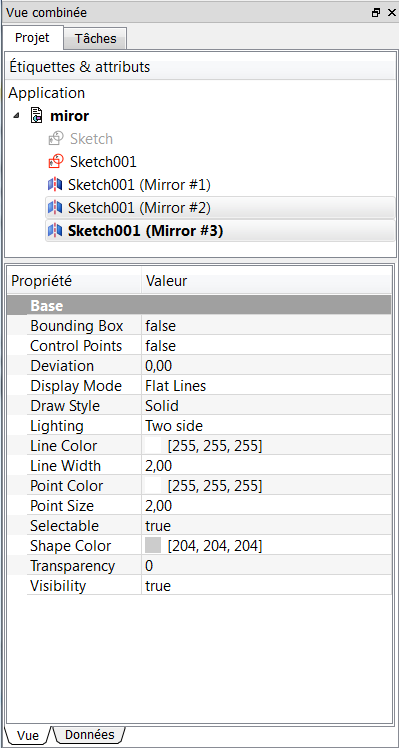 Vue combinée
Projet Tâches
Étiquettes & attributs
Application
miror
Sketch
Sketch001
Sketch001 (Mirror #1)
Sketch001 (Mirror #2)
Sketch001 (Mirror #3)
Propriété Valeur
Base
Bounding Box false
Control Points false
Deviation 0,00
Display Mode Flat Lines
Draw Style Solid
Lighting Two side
Line Color [255, 255, 255]
Line Width 2,00
Point Color [255, 255, 255]
Point Size 2,00
Selectable true
Shape Color [204, 204, 204]
Transparency 0
Visibility true
Vue Données